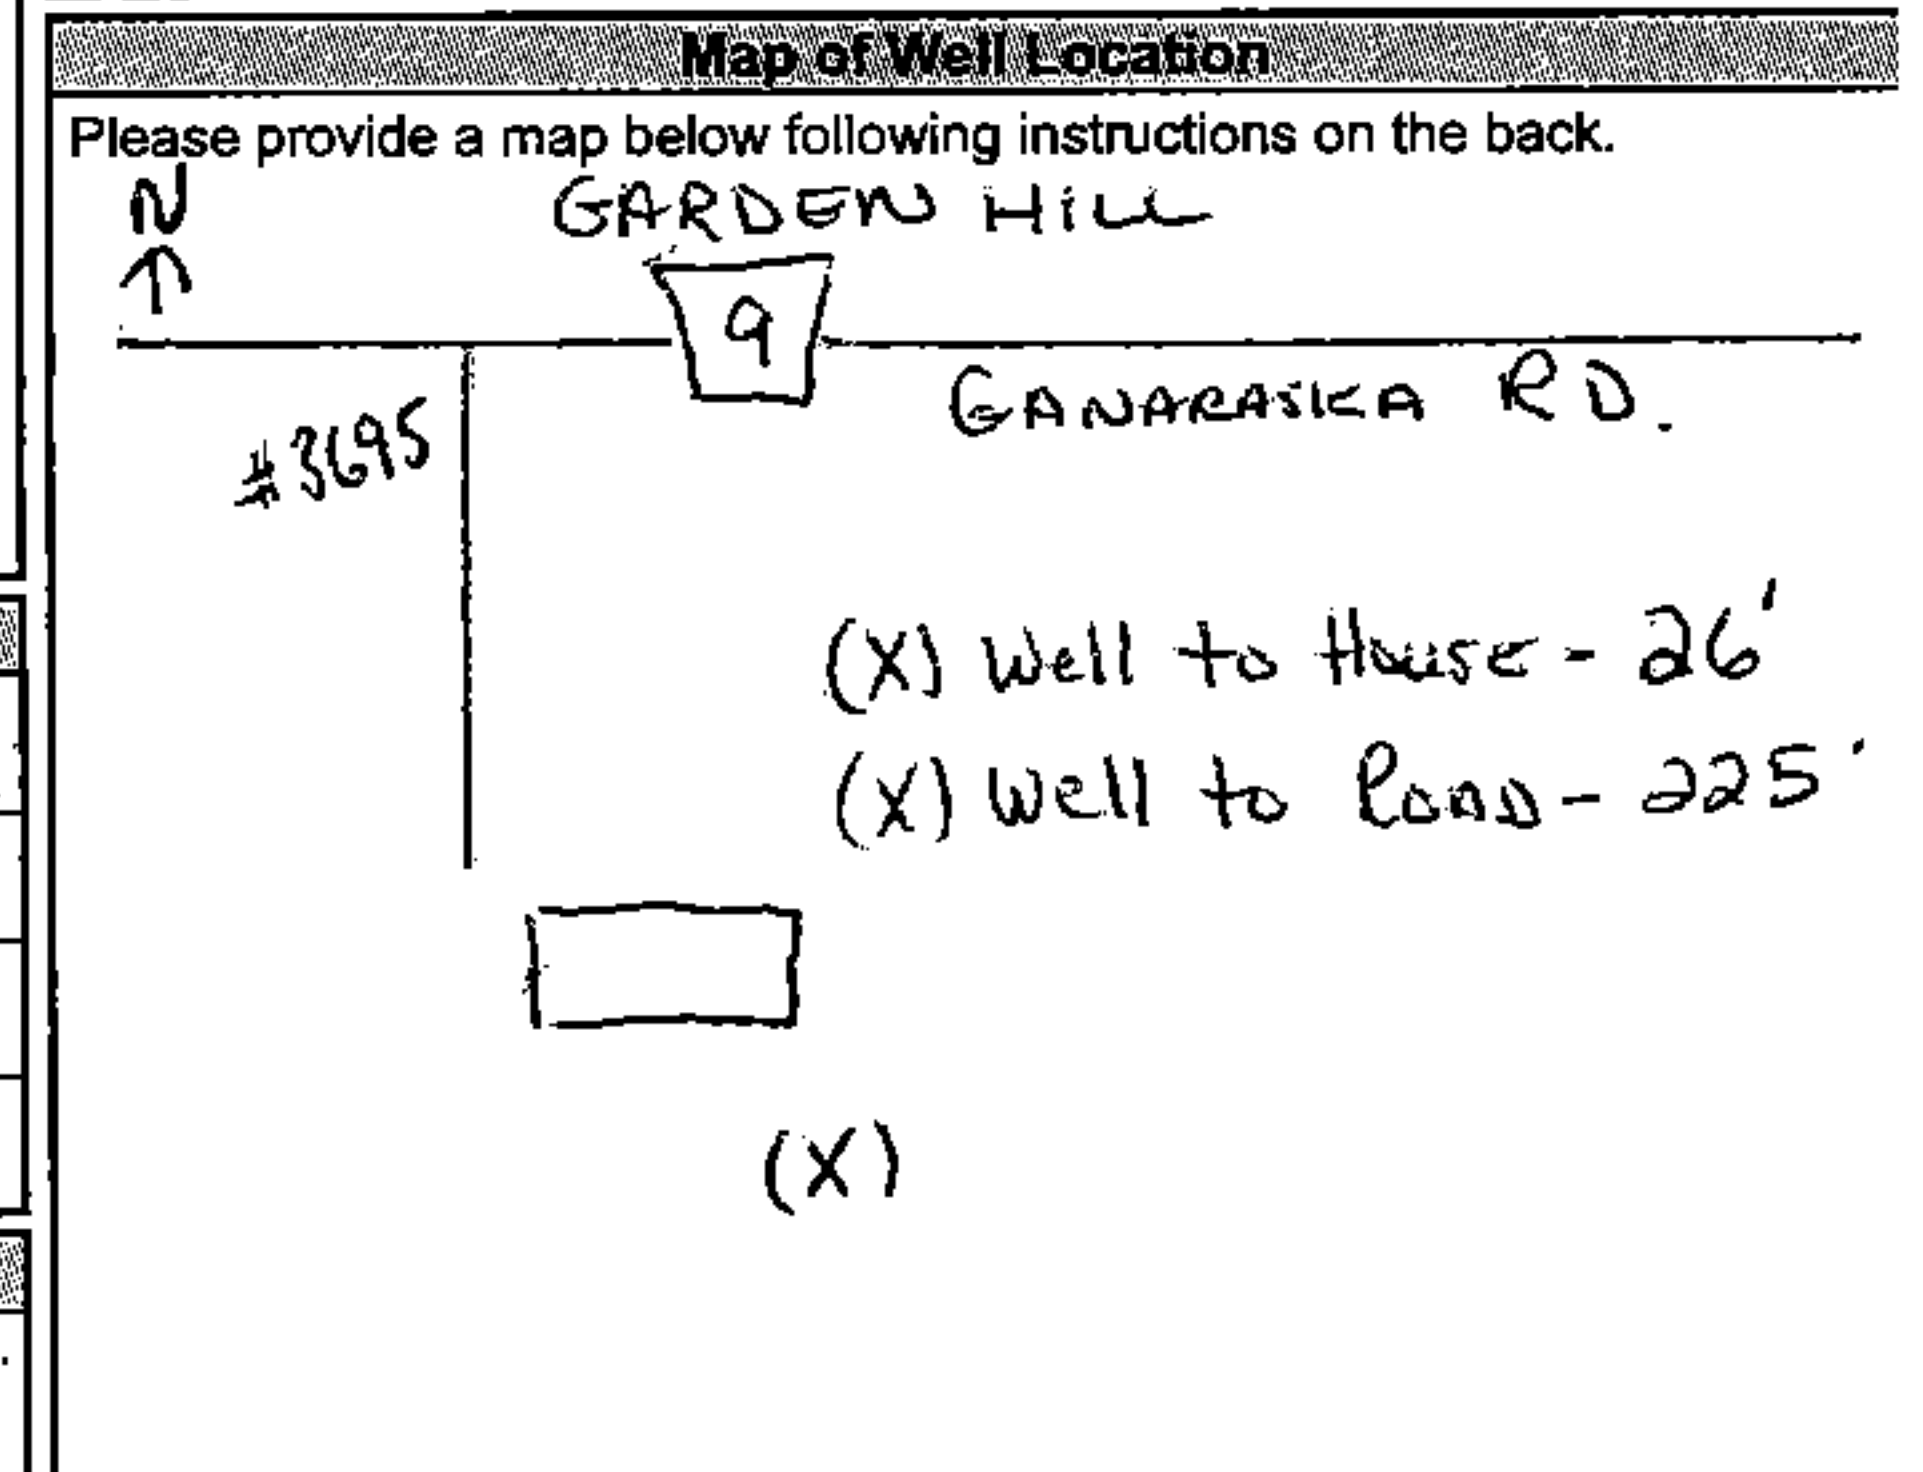 Map of Well Location
Please provide a map below following instructions on the back.
N
GARDEN HILL
9
GANARASKA RD.
#3695
(X) Well to House - 26'
(X) Well to ROAD - 225'
(X)